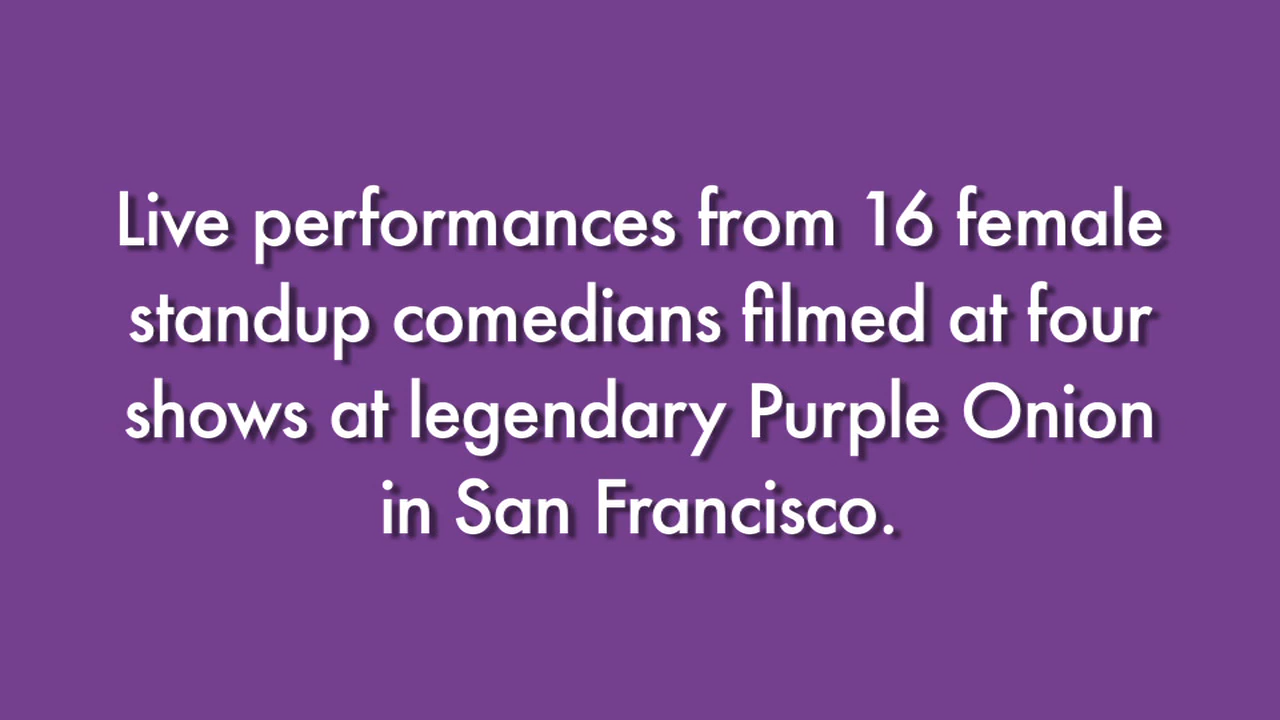 Live performances from 16 female
standup comedians filmed at four
shows at legendary Purple Onion
in San Francisco.